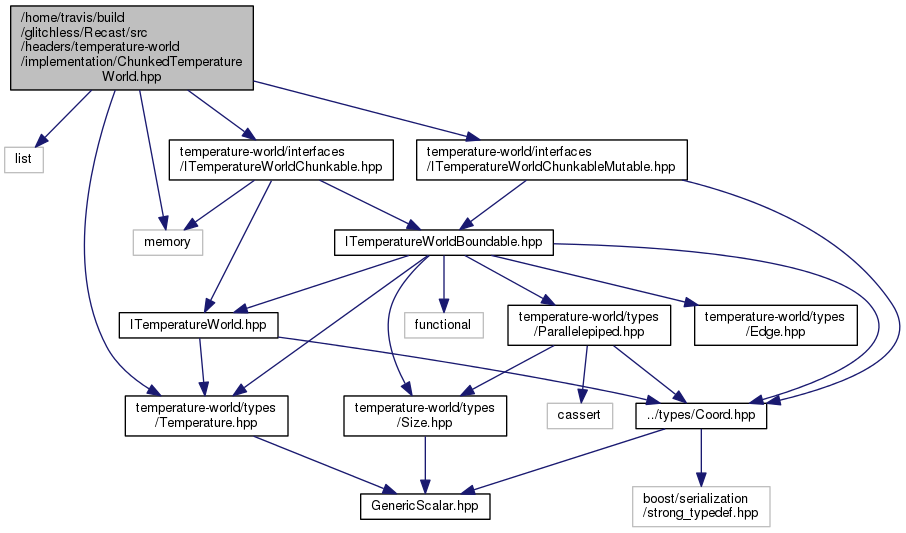 /home/travis/build
/glitchless/Recast/src
/headers/temperature-world
/implementation/ChunkedTemperature
World.hpp
list
temperature-world/interfaces
/ITemperatureWorldChunkable.hpp
temperature-world/interfaces
/ITemperatureWorldChunkableMutable.hpp
memory
ITemperatureWorldBoundable.hpp
ITemperatureWorld.hpp
functional
temperature-world/types
/Parallelepiped.hpp
temperature-world/types
/Edge.hpp
temperature-world/types
/Temperature.hpp
temperature-world/types
/Size.hpp
cassert
../types/Coord.hpp
GenericScalar.hpp
boost/serialization
/strong_typedef.hpp